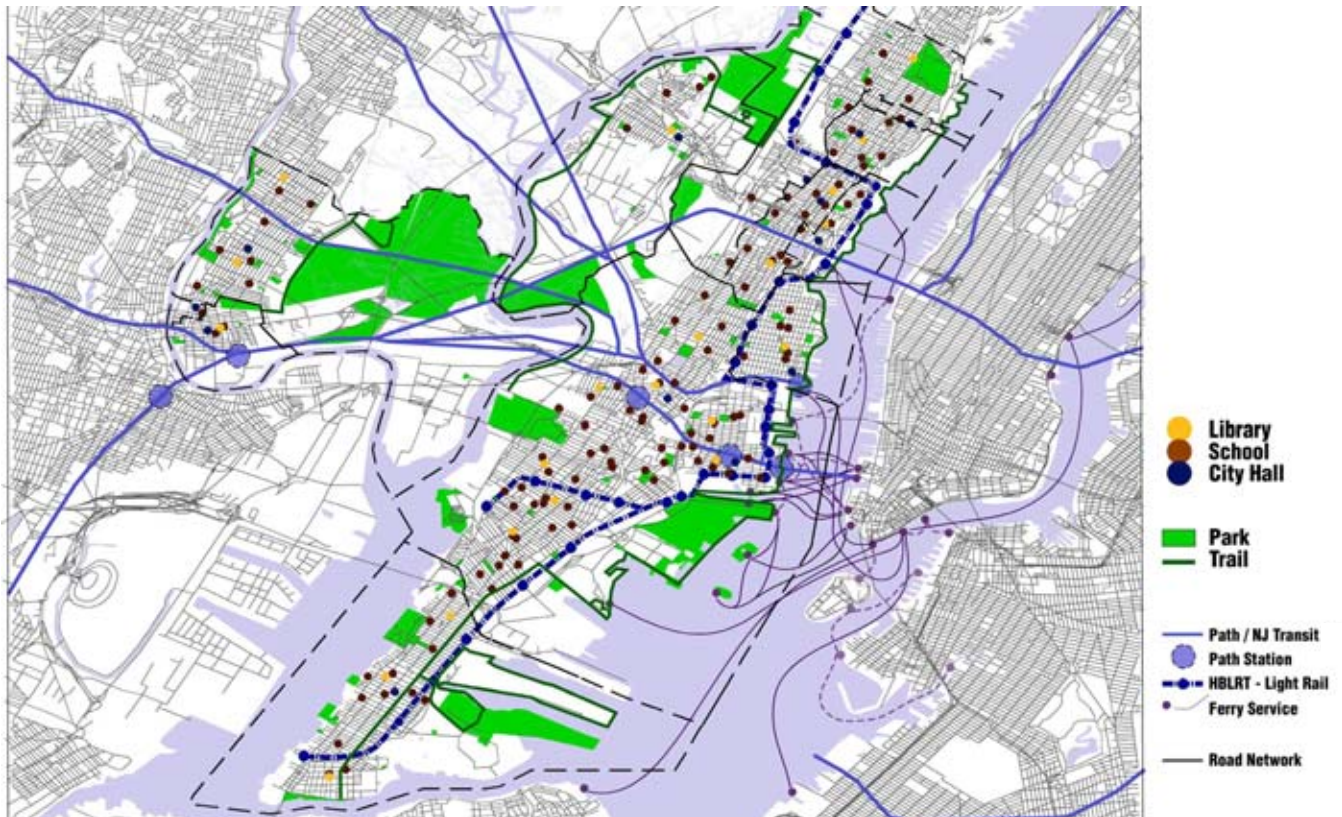 Library
School
City Hall
Park
Trail
Path / NJ Transit
Path Station
HBLRT - Light Rail
Ferry Service
Road Network